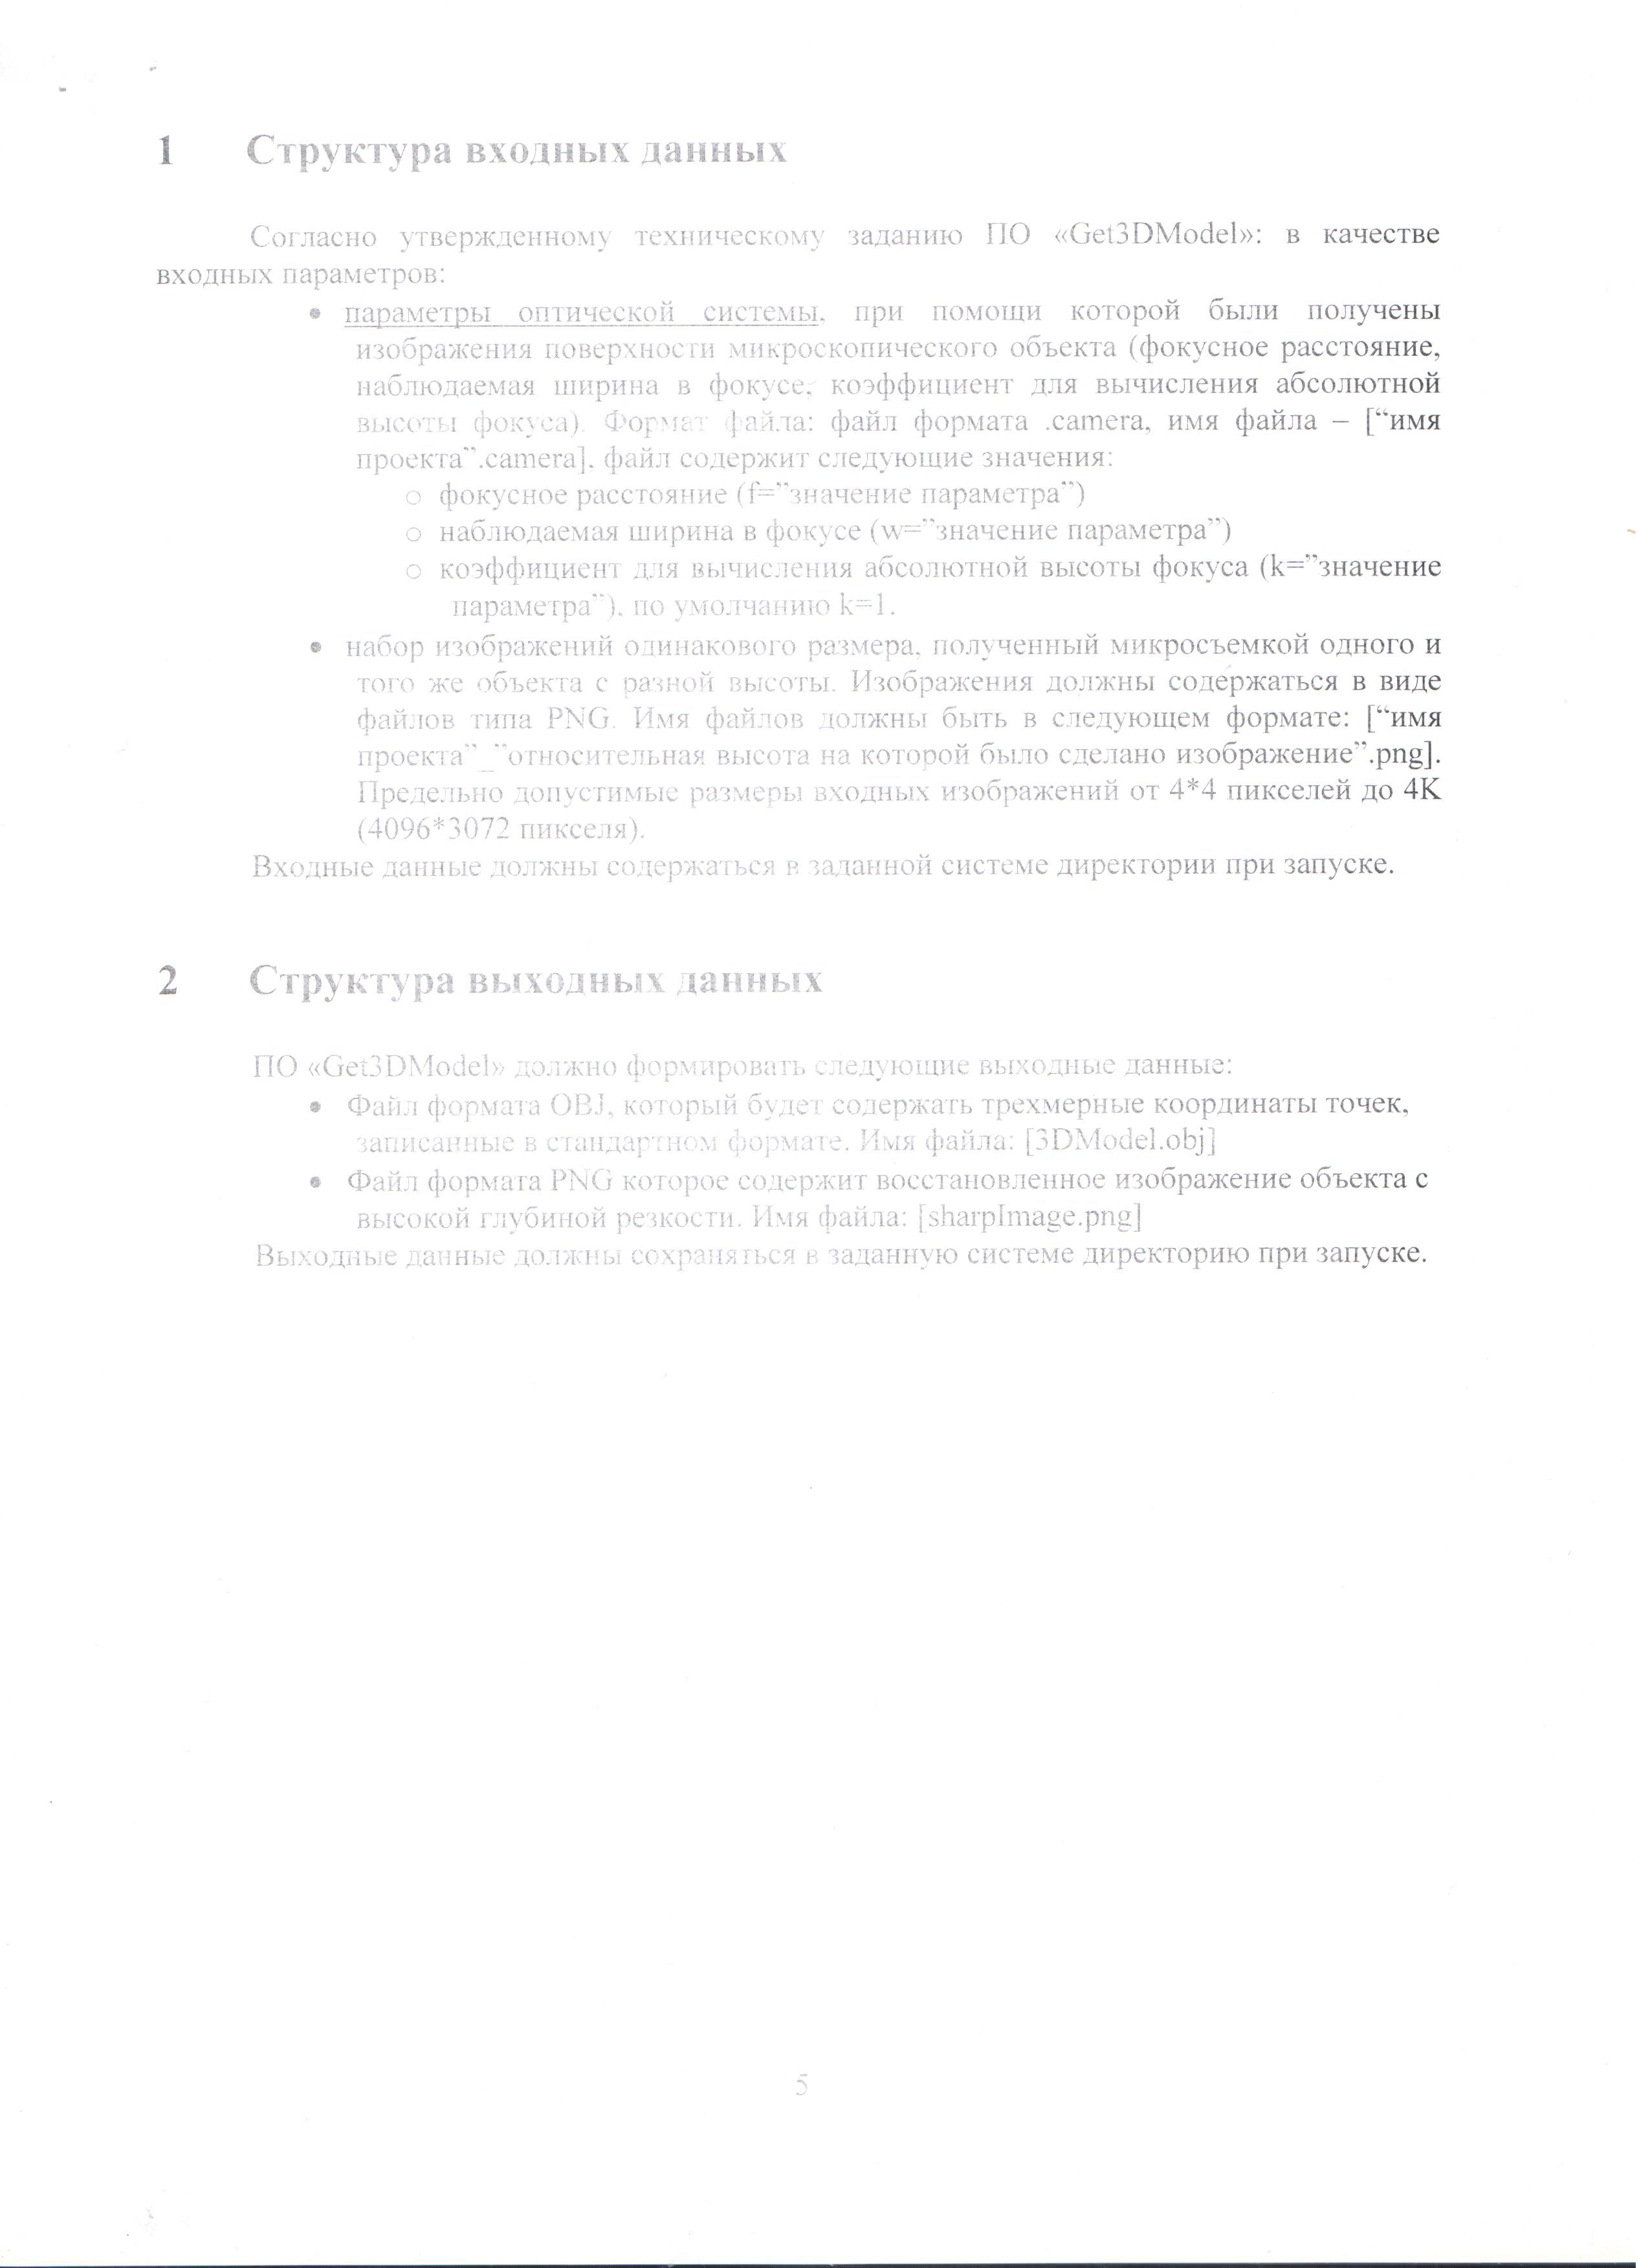 1 Структура входных данных
Согласно утвержденному техническому заданию ПО «Get3DModel»: в качестве
входных параметров:
• параметры оптической системы, при помощи которой были получены
изображения поверхности микроскопического объекта (фокусное расстояние,
наблюдаемая ширина в фокусе, коэффициент для вычисления абсолютной
высоты фокуса). Формат файла: файл формата .camera, имя файла – [“имя
проекта”.camera], файл содержит следующие значения:
○ фокусное расстояние (f=”значение параметра”)
○ наблюдаемая ширина в фокусе (w=”значение параметра”)
○ коэффициент для вычисления абсолютной высоты фокуса (k=”значение
параметра”), по умолчанию k=1.
• набор изображений одинакового размера, полученный микросъемкой одного и
того же объекта с разной высоты. Изображения должны содержаться в виде
файлов типа PNG. Имя файлов должны быть в следующем формате: [“имя
проекта”_”относительная высота на которой было сделано изображение”.png].
Предельно допустимые размеры входных изображений от 4*4 пикселей до 4K
(4096*3072 пикселя).
Входные данные должны содержаться в заданной системе директории при запуске.
2 Структура выходных данных
ПО «Get3DModel» должно формировать следующие выходные данные:
• Файл формата OBJ, который будет содержать трехмерные координаты точек,
записанные в стандартном формате. Имя файла: [3DModel.obj]
• Файл формата PNG которое содержит восстановленное изображение объекта с
высокой глубиной резкости. Имя файла: [sharpImage.png]
Выходные данные должны сохраняться в заданную системе директорию при запуске.
5